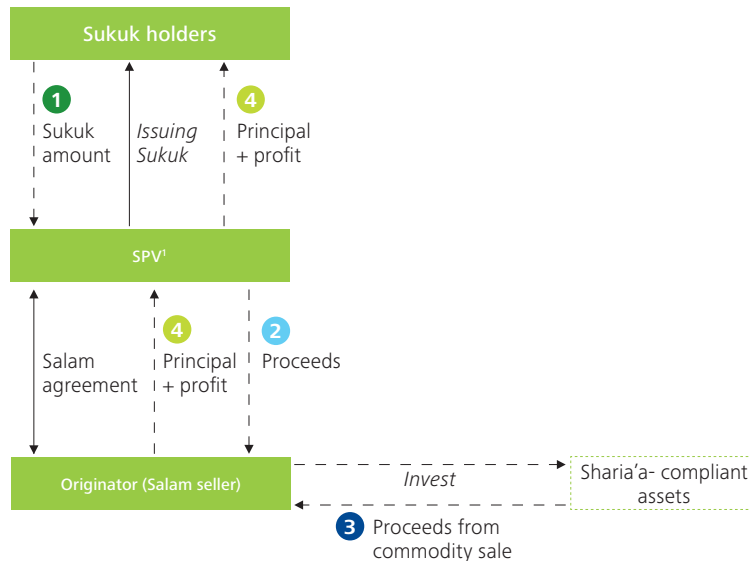 Sukuk holders
1
Sukuk
amount
Issuing
Sukuk
4
Principal
+ profit
SPV¹
Salam
agreement
4
Principal
+ profit
2
Proceeds
Originator (Salam seller)
Invest
Sharia’a- compliant
assets
3
Proceeds from
commodity sale